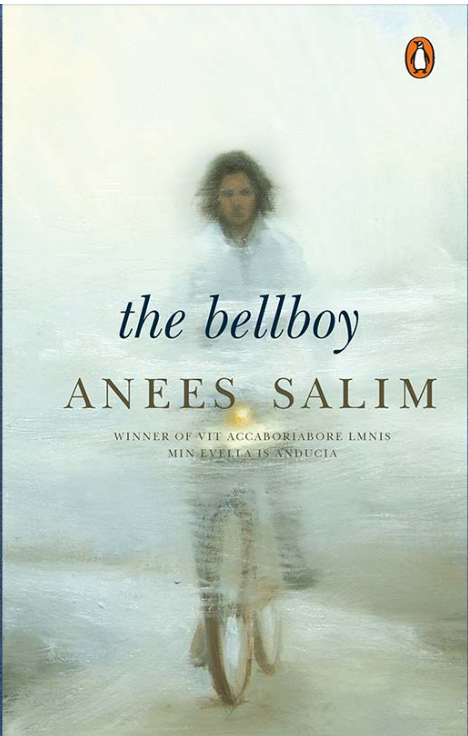 the bellboy
ANEES SALIM
WINNER OF VIT ACCABORIABORE LMNIS
MIN EVELLA IS ANDUCIA